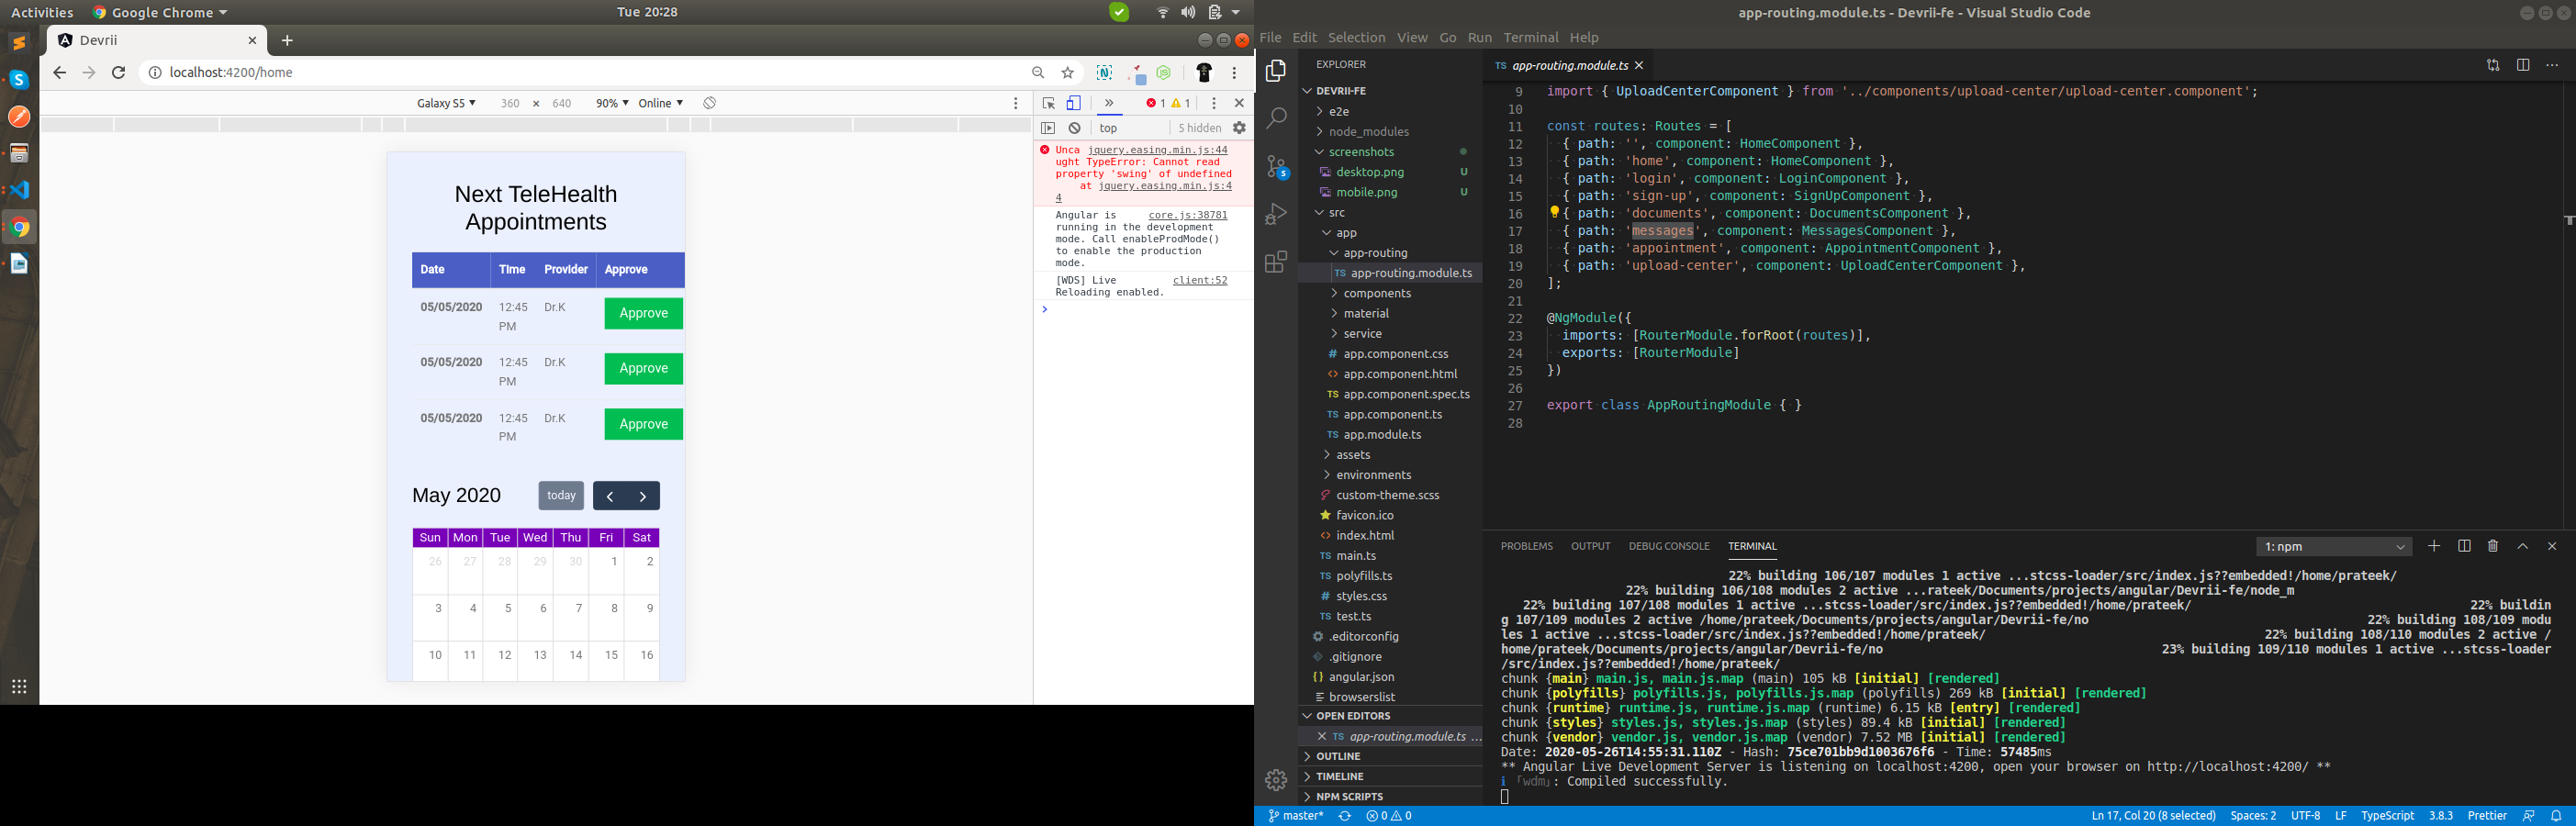 Activities Google Chrome Tue 20:28
Devrii
localhost:4200/home
Galaxy S5 360 × 640 90% Online 1 1
top 5 hidden
Next TeleHealth
Appointments
Date Time Provider Approve
05/05/2020 12:45 PM Dr.K Approve
05/05/2020 12:45 PM Dr.K Approve
05/05/2020 12:45 PM Dr.K Approve
May 2020 today
Sun Mon Tue Wed Thu Fri Sat
26 27 28 29 30 1 2
3 4 5 6 7 8 9
10 11 12 13 14 15 16
Unca jquery.easing.min.js:44
ught TypeError: Cannot read
property 'swing' of undefined
at jquery.easing.min.js:4
4
Angular is core.js:38781
running in the development
mode. Call enableProdMode()
to enable the production
mode.
[WDS] Live client:52
Reloading enabled.
app-routing.module.ts - Devrii-fe - Visual Studio Code
File Edit Selection View Go Run Terminal Help
EXPLORER
DEVRII-FE
e2e
node_modules
screenshots
desktop.png U
mobile.png U
src
app
app-routing
TS app-routing.module.ts
components
material
service
# app.component.css
<> app.component.html
TS app.component.spec.ts
TS app.component.ts
TS app.module.ts
assets
environments
custom-theme.scss
favicon.ico
<> index.html
TS main.ts
TS polyfills.ts
# styles.css
TS test.ts
.editorconfig
.gitignore
{} angular.json
browserslist
OPEN EDITORS
TS app-routing.module.ts ...
OUTLINE
TIMELINE
NPM SCRIPTS
TS app-routing.module.ts
9 import { UploadCenterComponent } from '../components/upload-center/upload-center.component';
10
11 const routes: Routes = [
12 { path: '', component: HomeComponent },
13 { path: 'home', component: HomeComponent },
14 { path: 'login', component: LoginComponent },
15 { path: 'sign-up', component: SignUpComponent },
16 { path: 'documents', component: DocumentsComponent },
17 { path: 'messages', component: MessagesComponent },
18 { path: 'appointment', component: AppointmentComponent },
19 { path: 'upload-center', component: UploadCenterComponent },
20 ];
21
22 @NgModule({
23 imports: [RouterModule.forRoot(routes)],
24 exports: [RouterModule]
25 })
26
27 export class AppRoutingModule { }
28
PROBLEMS OUTPUT DEBUG CONSOLE TERMINAL 1: npm
22% building 106/107 modules 1 active ...stcss-loader/src/index.js??embedded!/home/prateek/
22% building 106/108 modules 2 active ...rateek/Documents/projects/angular/Devrii-fe/node_m
22% building 107/108 modules 1 active ...stcss-loader/src/index.js??embedded!/home/prateek/ 22% buildin
g 107/109 modules 2 active /home/prateek/Documents/projects/angular/Devrii-fe/no 22% building 108/109 modu
les 1 active ...stcss-loader/src/index.js??embedded!/home/prateek/ 22% building 108/110 modules 2 active /
home/prateek/Documents/projects/angular/Devrii-fe/no 23% building 109/110 modules 1 active ...stcss-loader
/src/index.js??embedded!/home/prateek/
chunk {main} main.js, main.js.map (main) 105 kB [initial] [rendered]
chunk {polyfills} polyfills.js, polyfills.js.map (polyfills) 269 kB [initial] [rendered]
chunk {runtime} runtime.js, runtime.js.map (runtime) 6.15 kB [entry] [rendered]
chunk {styles} styles.js, styles.js.map (styles) 89.4 kB [initial] [rendered]
chunk {vendor} vendor.js, vendor.js.map (vendor) 7.52 MB [initial] [rendered]
Date: 2020-05-26T14:55:31.110Z - Hash: 75ce701bb9d1003676f6 - Time: 57485ms
** Angular Live Development Server is listening on localhost:4200, open your browser on http://localhost:4200/ **
i ｢wdm｣: Compiled successfully.
master* 0 0 Ln 17, Col 20 (8 selected) Spaces: 2 UTF-8 LF TypeScript 3.8.3 Prettier